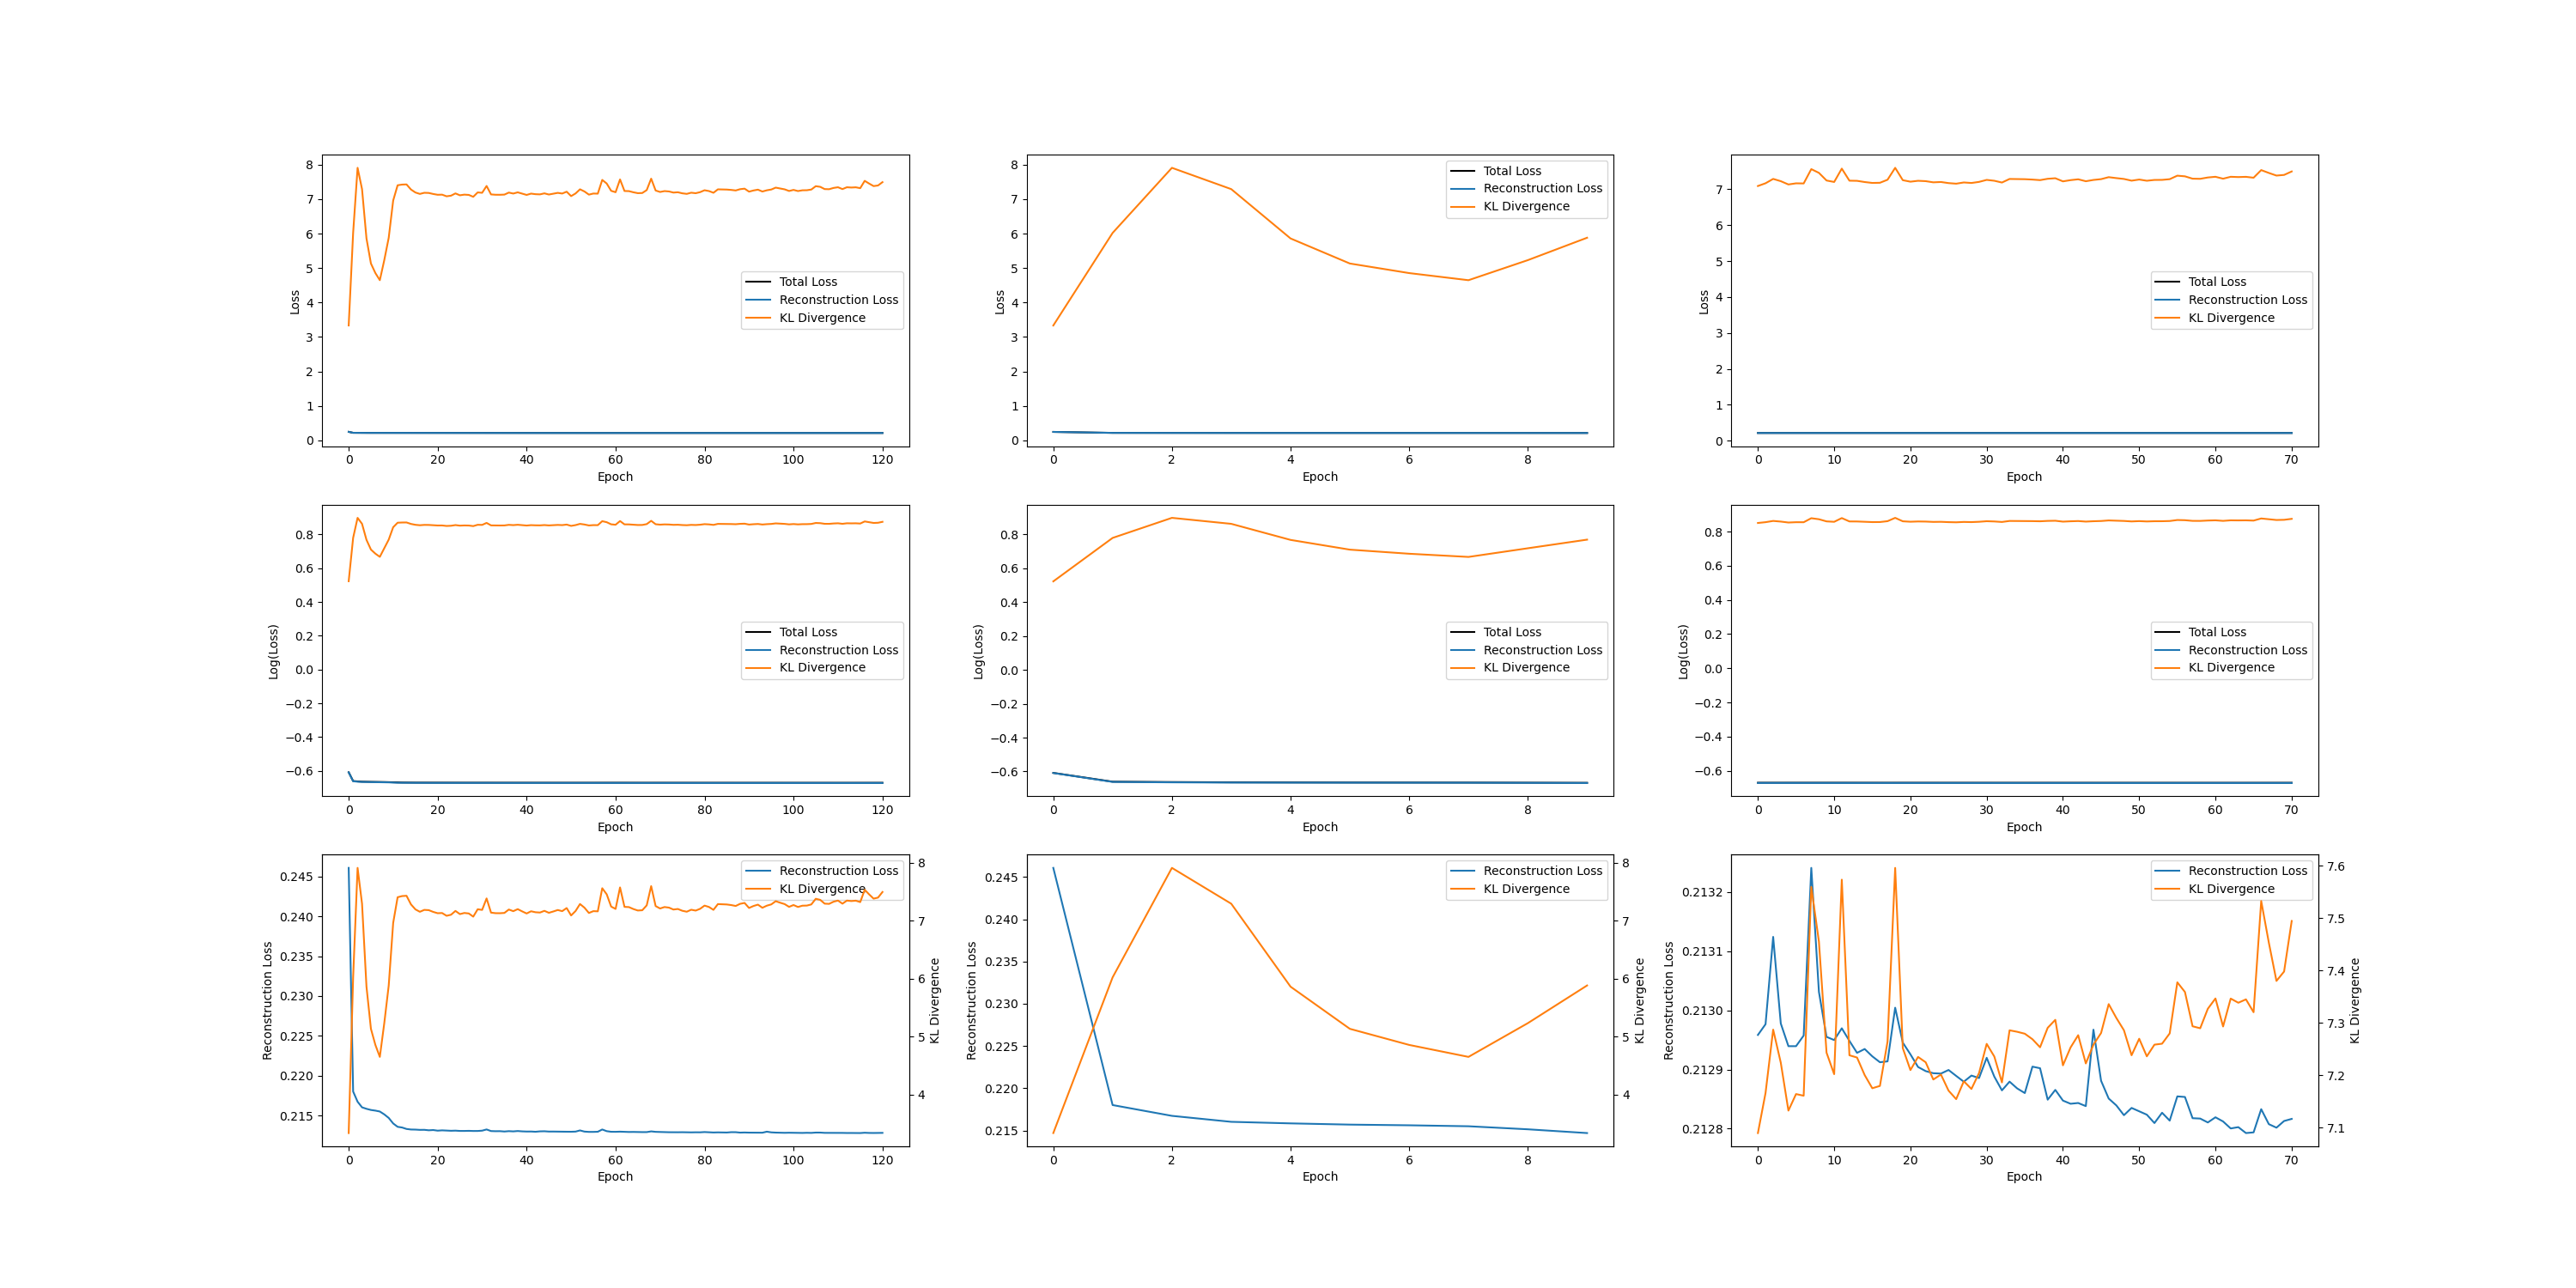 8
7
6
5
4
3
2
1
0
Loss
0 20 40 60 80 100 120
Epoch
Total Loss
Reconstruction Loss
KL Divergence
8
7
6
5
4
3
2
1
0
Loss
0 2 4 6 8
Epoch
Total Loss
Reconstruction Loss
KL Divergence
7
6
5
4
3
2
1
0
Loss
0 10 20 30 40 50 60 70
Epoch
Total Loss
Reconstruction Loss
KL Divergence
0.8
0.6
0.4
0.2
0.0
−0.2
−0.4
−0.6
Log(Loss)
0 20 40 60 80 100 120
Epoch
Total Loss
Reconstruction Loss
KL Divergence
0.8
0.6
0.4
0.2
0.0
−0.2
−0.4
−0.6
Log(Loss)
0 2 4 6 8
Epoch
Total Loss
Reconstruction Loss
KL Divergence
0.8
0.6
0.4
0.2
0.0
−0.2
−0.4
−0.6
Log(Loss)
0 10 20 30 40 50 60 70
Epoch
Total Loss
Reconstruction Loss
KL Divergence
0.245
0.240
0.235
0.230
0.225
0.220
0.215
Reconstruction Loss
0 20 40 60 80 100 120
Epoch
Reconstruction Loss
KL Divergence
8
7
6
5
4
KL Divergence
0.245
0.240
0.235
0.230
0.225
0.220
0.215
Reconstruction Loss
0 2 4 6 8
Epoch
Reconstruction Loss
KL Divergence
8
7
6
5
4
KL Divergence
0.2132
0.2131
0.21300
0.2129
0.2128
Reconstruction Loss
0 10 20 30 40 50 60 70
Epoch
Reconstruction Loss
KL Divergence
7.6
7.5
7.4
7.3
7.2
7.1
KL Divergence